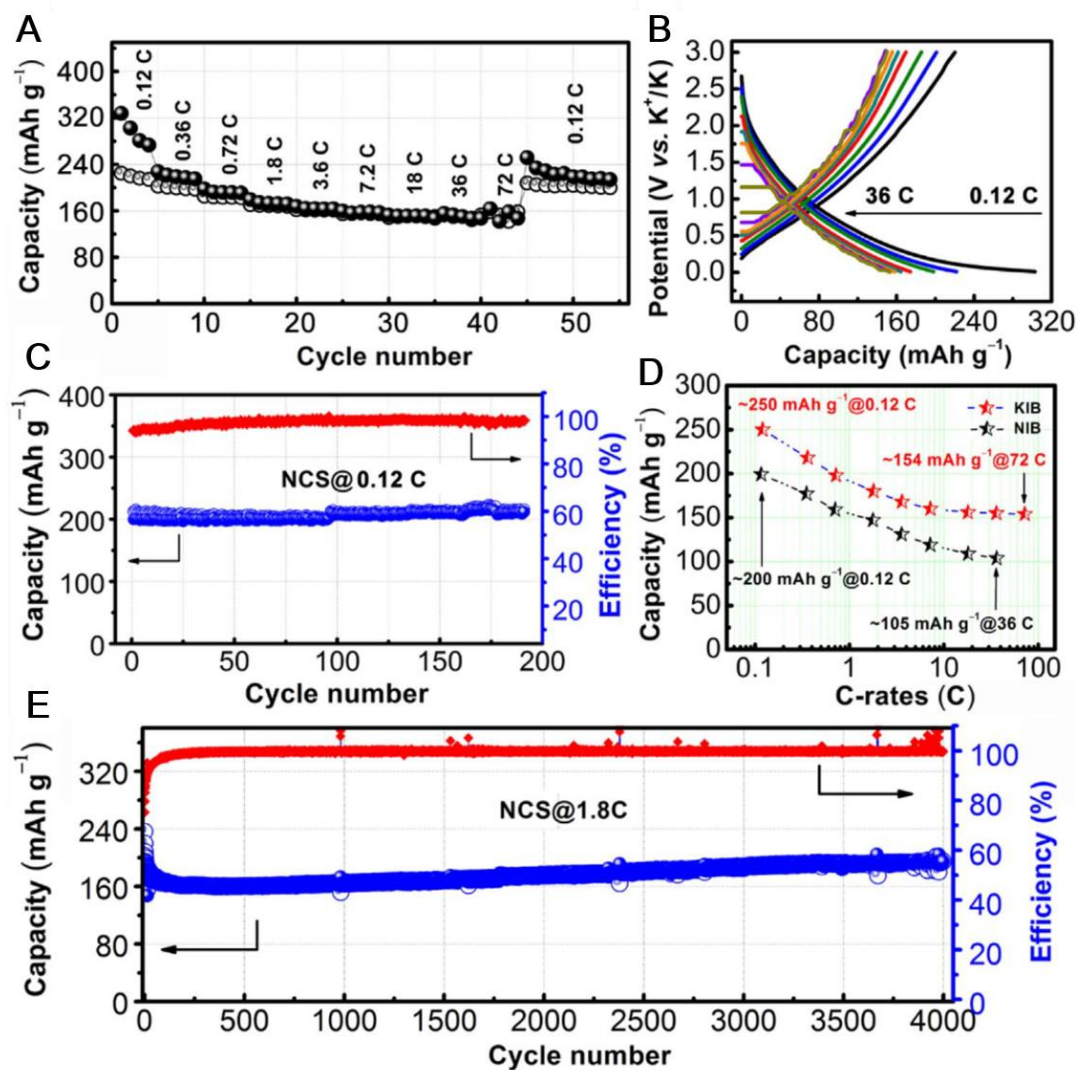 A
Capacity (mAh g⁻¹)
400
320
240
160
80
0
0.12 C
0.36 C
0.72 C
1.8 C
3.6 C
7.2 C
18 C
36 C
72 C
0.12 C
0
10
20
30
40
50
Cycle number
B
Potential (V vs. K⁺/K)
3.0
2.5
2.0
1.5
1.0
0.5
0.0
36 C
0.12 C
0
80
160
240
320
Capacity (mAh g⁻¹)
C
Capacity (mAh g⁻¹)
400
300
200
100
0
NCS@ 0.12 C
100
80
60
40
20
Efficiency (%)
0
50
100
150
200
Cycle number
D
Capacity (mAh g⁻¹)
300
250
200
150
100
50
0
~250 mAh g⁻¹@0.12 C
KIB
NIB
~154 mAh g⁻¹@72 C
~200 mAh g⁻¹@0.12 C
~105 mAh g⁻¹@36 C
0.1
1
10
100
C-rates (C)
E
Capacity (mAh g⁻¹)
320
240
160
80
0
NCS@1.8C
100
80
60
40
20
0
Efficiency (%)
0
500
1000
1500
2000
2500
3000
3500
4000
Cycle number